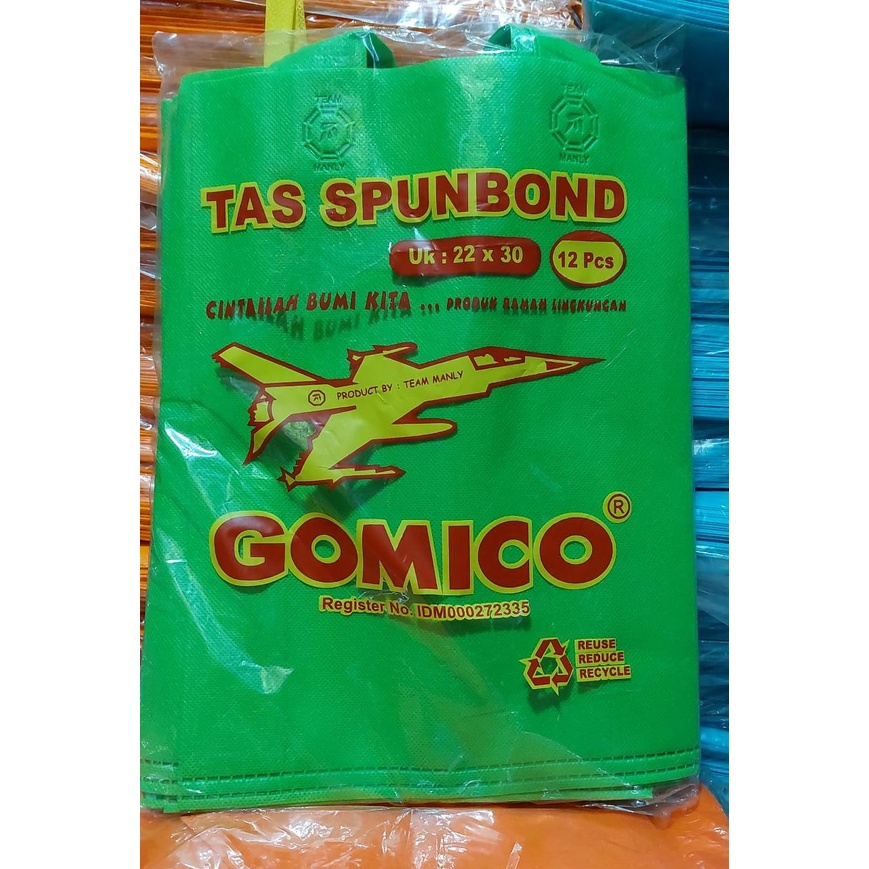 TEAM
MANLY
TEAM
MANLY
TAS SPUNBOND
Uk : 22 x 30
12 Pcs
CINTAILAH BUMI KITA ... PRODUK RAMAH LINGKUNGAN
PRODUCT BY : TEAM MANLY
GOMICO ®
Register No. IDM000272335
REUSE
REDUCE
RECYCLE